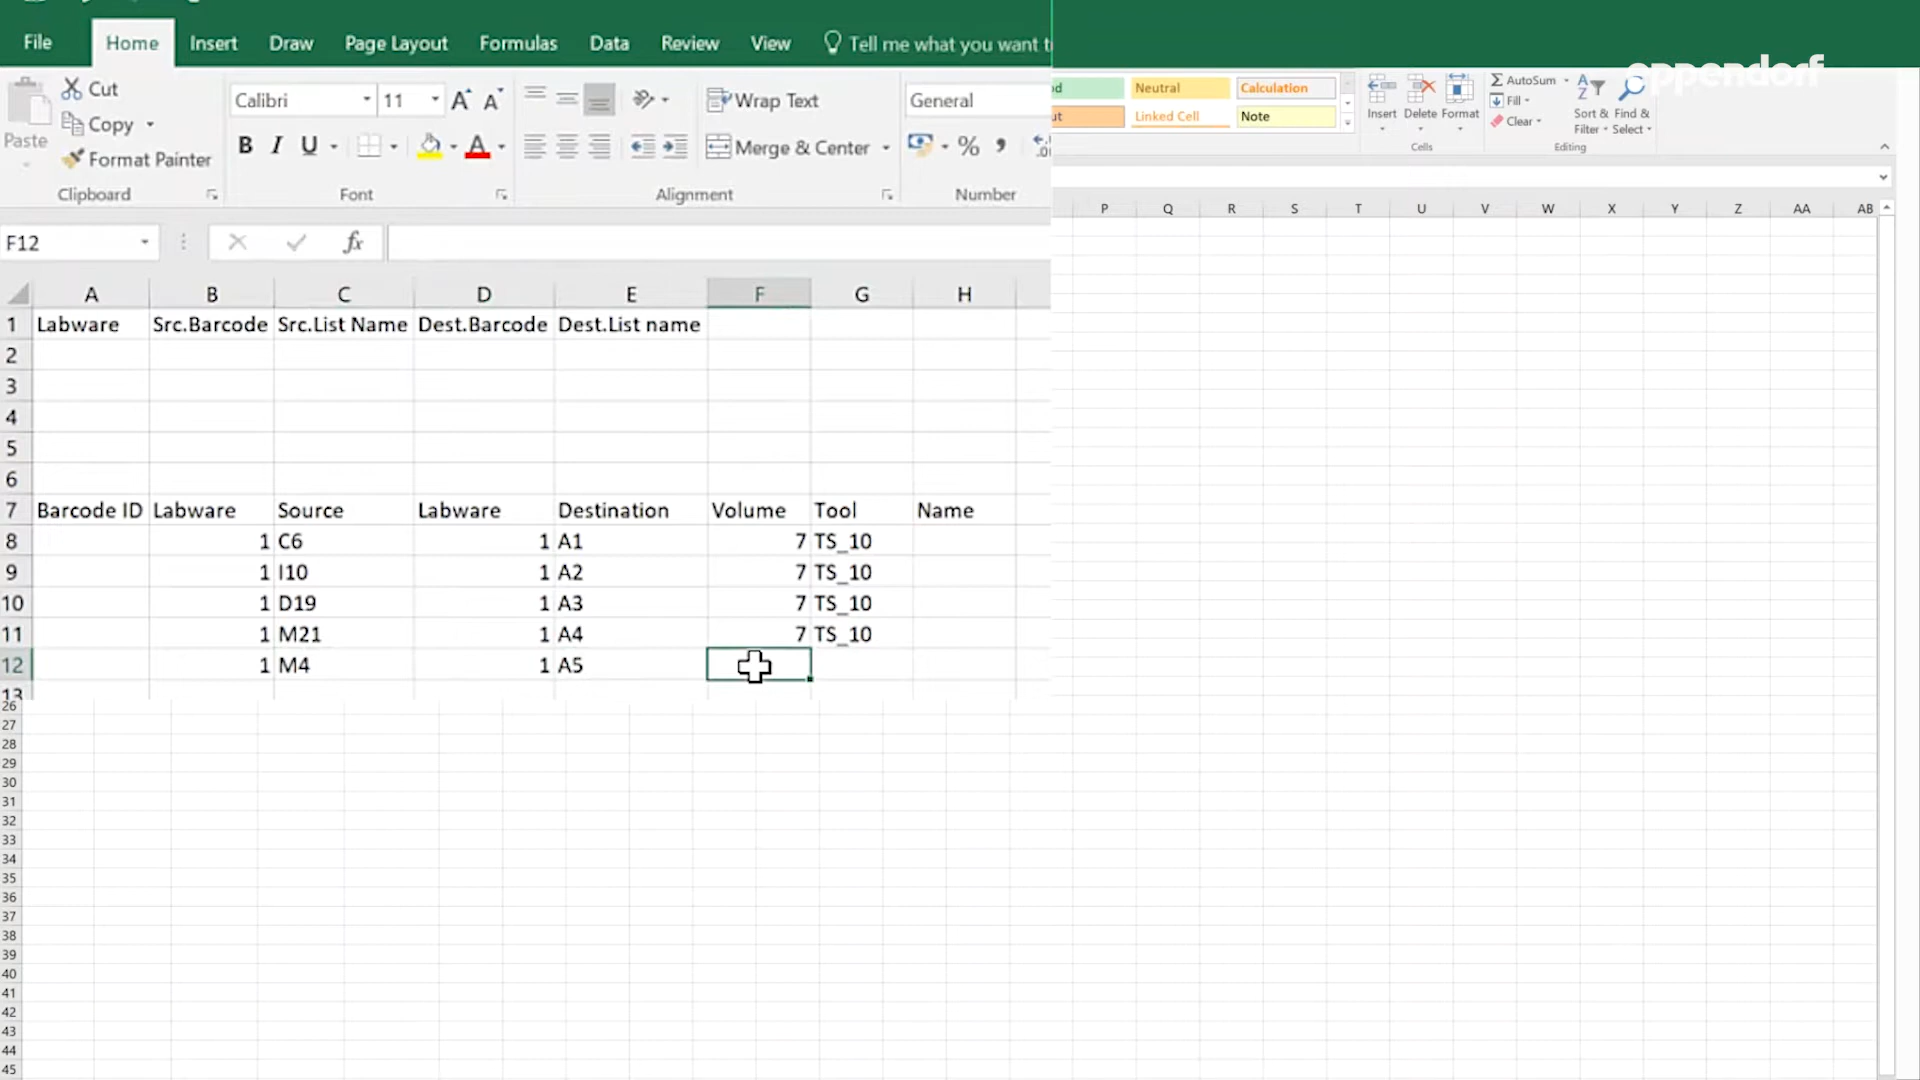 File Home Insert Draw Page Layout Formulas Data Review View Tell me what you want
eppendorf
Cut
Copy
Format Painter
Paste
Clipboard
Calibri 11
B I U
Font
Wrap Text
Merge & Center
Alignment
General
%
Number
Neutral Calculation
Linked Cell Note
Insert Delete Format
Cells
AutoSum
Fill
Clear
Sort & Filter
Find & Select
Editing
F12 fx
A B C D E F G H
P Q R S T U V W X Y Z AA AB
1 Labware Src.Barcode Src.List Name Dest.Barcode Dest.List name
2
3
4
5
6
7 Barcode ID Labware Source Labware Destination Volume Tool Name
8 1 C6 1 A1 7 TS_10
9 1 I10 1 A2 7 TS_10
10 1 D19 1 A3 7 TS_10
11 1 M21 1 A4 7 TS_10
12 1 M4 1 A5
13
26
27
28
29
30
31
32
33
34
35
36
37
38
39
40
41
42
43
44
45